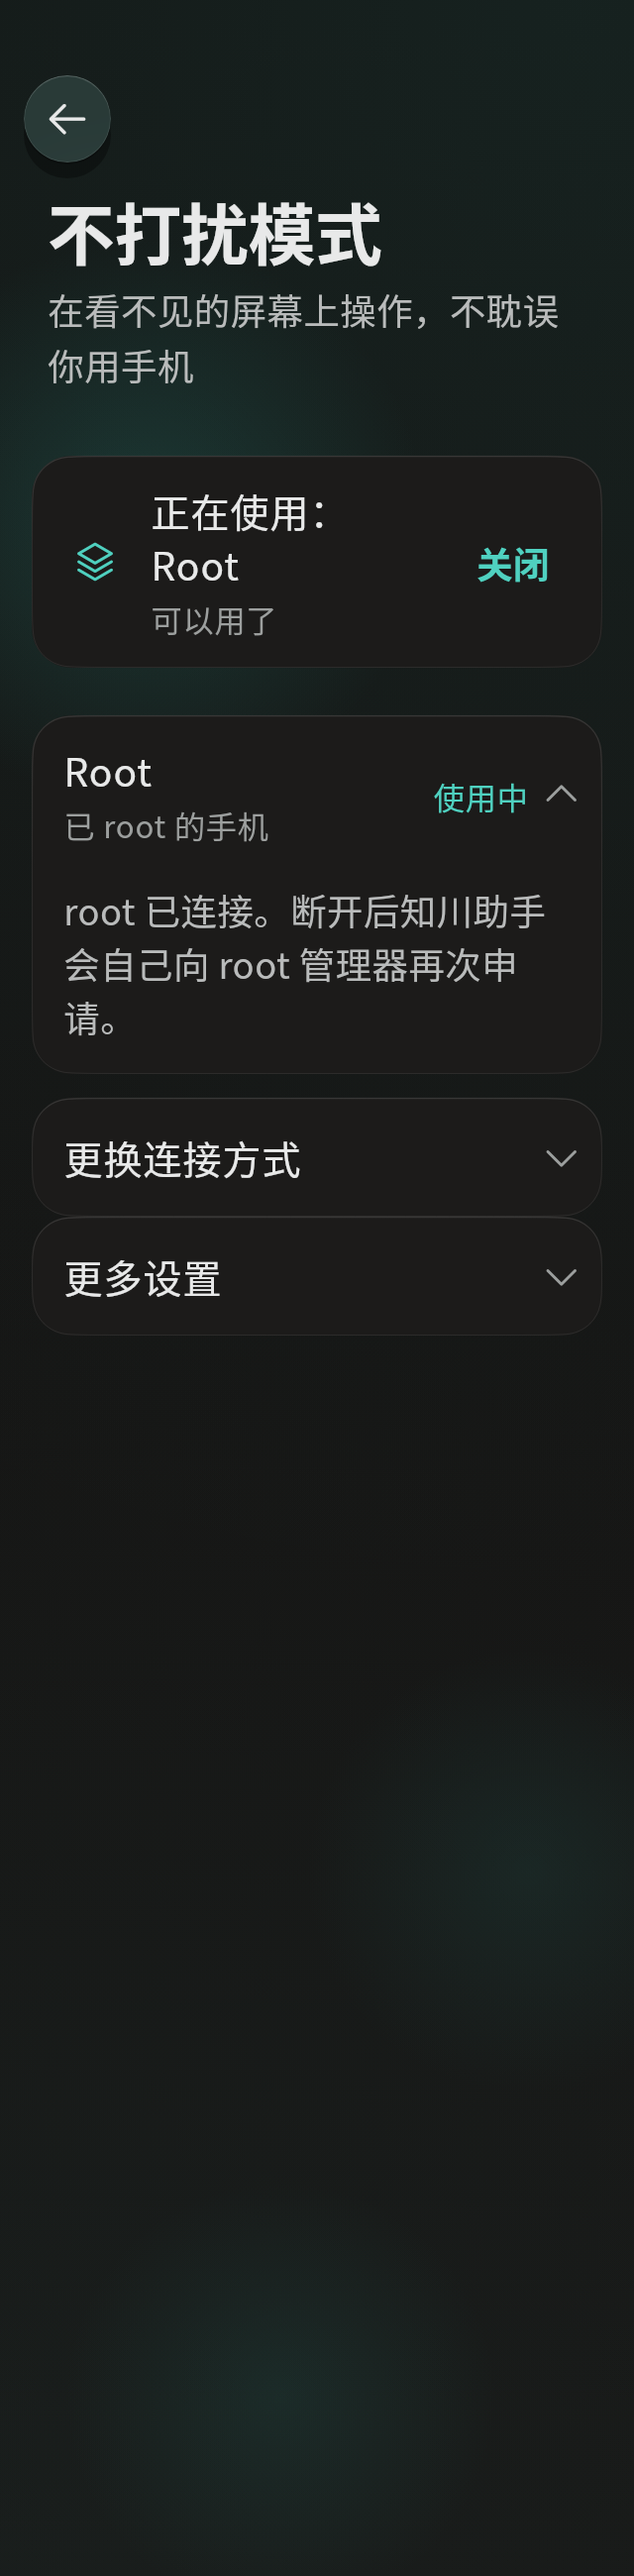 不打扰模式
在看不见的屏幕上操作，不耽误
你用手机
正在使用：
Root
可以用了
关闭
Root
已 root 的手机
使用中
root 已连接。断开后知川助手
会自己向 root 管理器再次申
请。
更换连接方式
更多设置